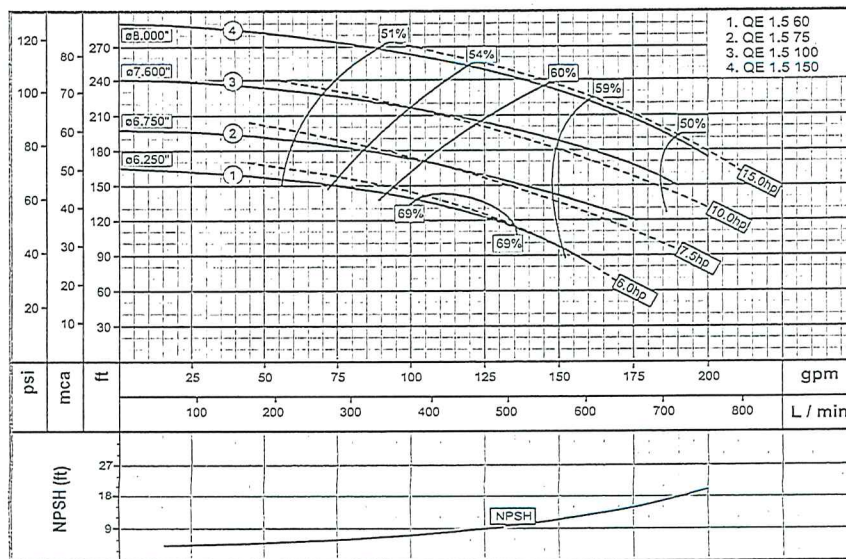 1. QE 1.5 60
2. QE 1.5 75
3. QE 1.5 100
4. QE 1.5 150
120
100
80
60
40
20
80
70
60
50
40
30
20
10
270
240
210
180
150
120
90
60
30
ø8.000"
4
ø7.600"
3
ø6.750"
2
ø6.250"
1
51%
54%
60%
59%
50%
69%
69%
15.0hp
10.0hp
7.5hp
6.0hp
psi
mca
ft
25 50 75 100 125 150 175 200 gpm
100 200 300 400 500 600 700 800 L / min
NPSH (ft)
27
18
9
NPSH